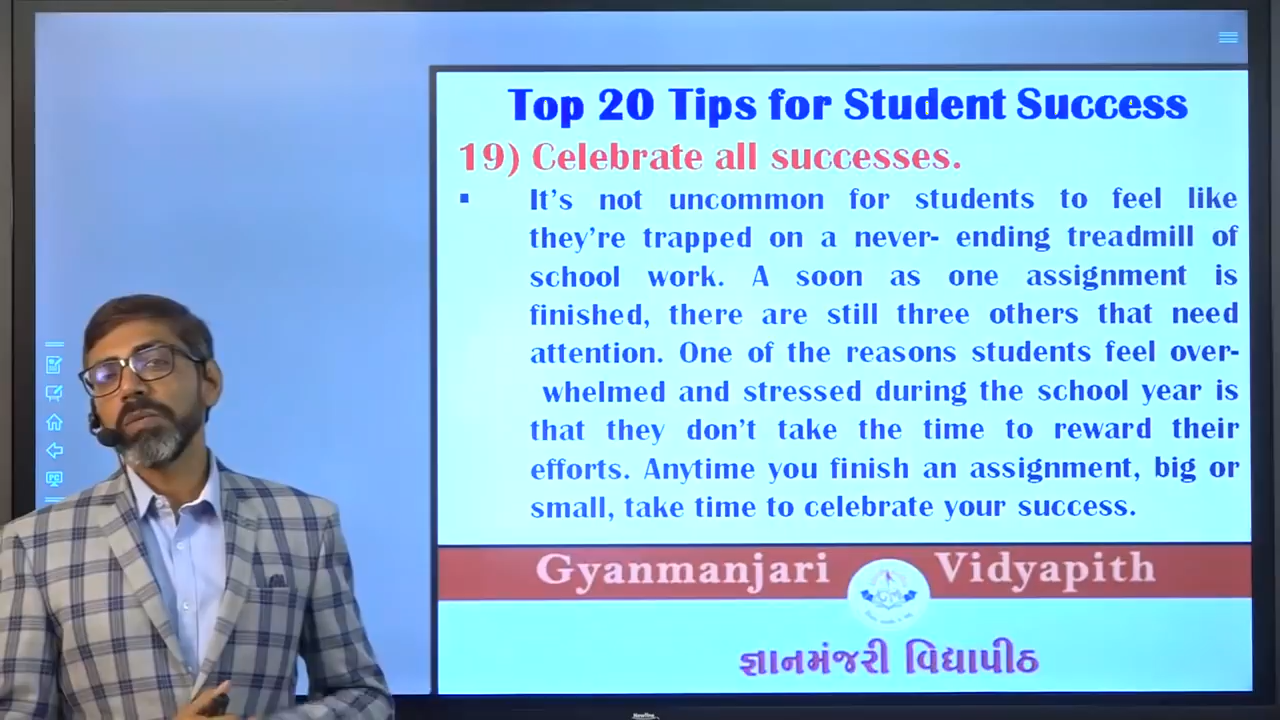 Top 20 Tips for Student Success
19) Celebrate all successes.
▪ It's not uncommon for students to feel like
they're trapped on a never- ending treadmill of
school work. A soon as one assignment is
finished, there are still three others that need
attention. One of the reasons students feel over-
whelmed and stressed during the school year is
that they don't take the time to reward their
efforts. Anytime you finish an assignment, big or
small, take time to celebrate your success.
Gyanmanjari Vidyapith
GM
જ્ઞાનમંજરી વિદ્યાપીઠ